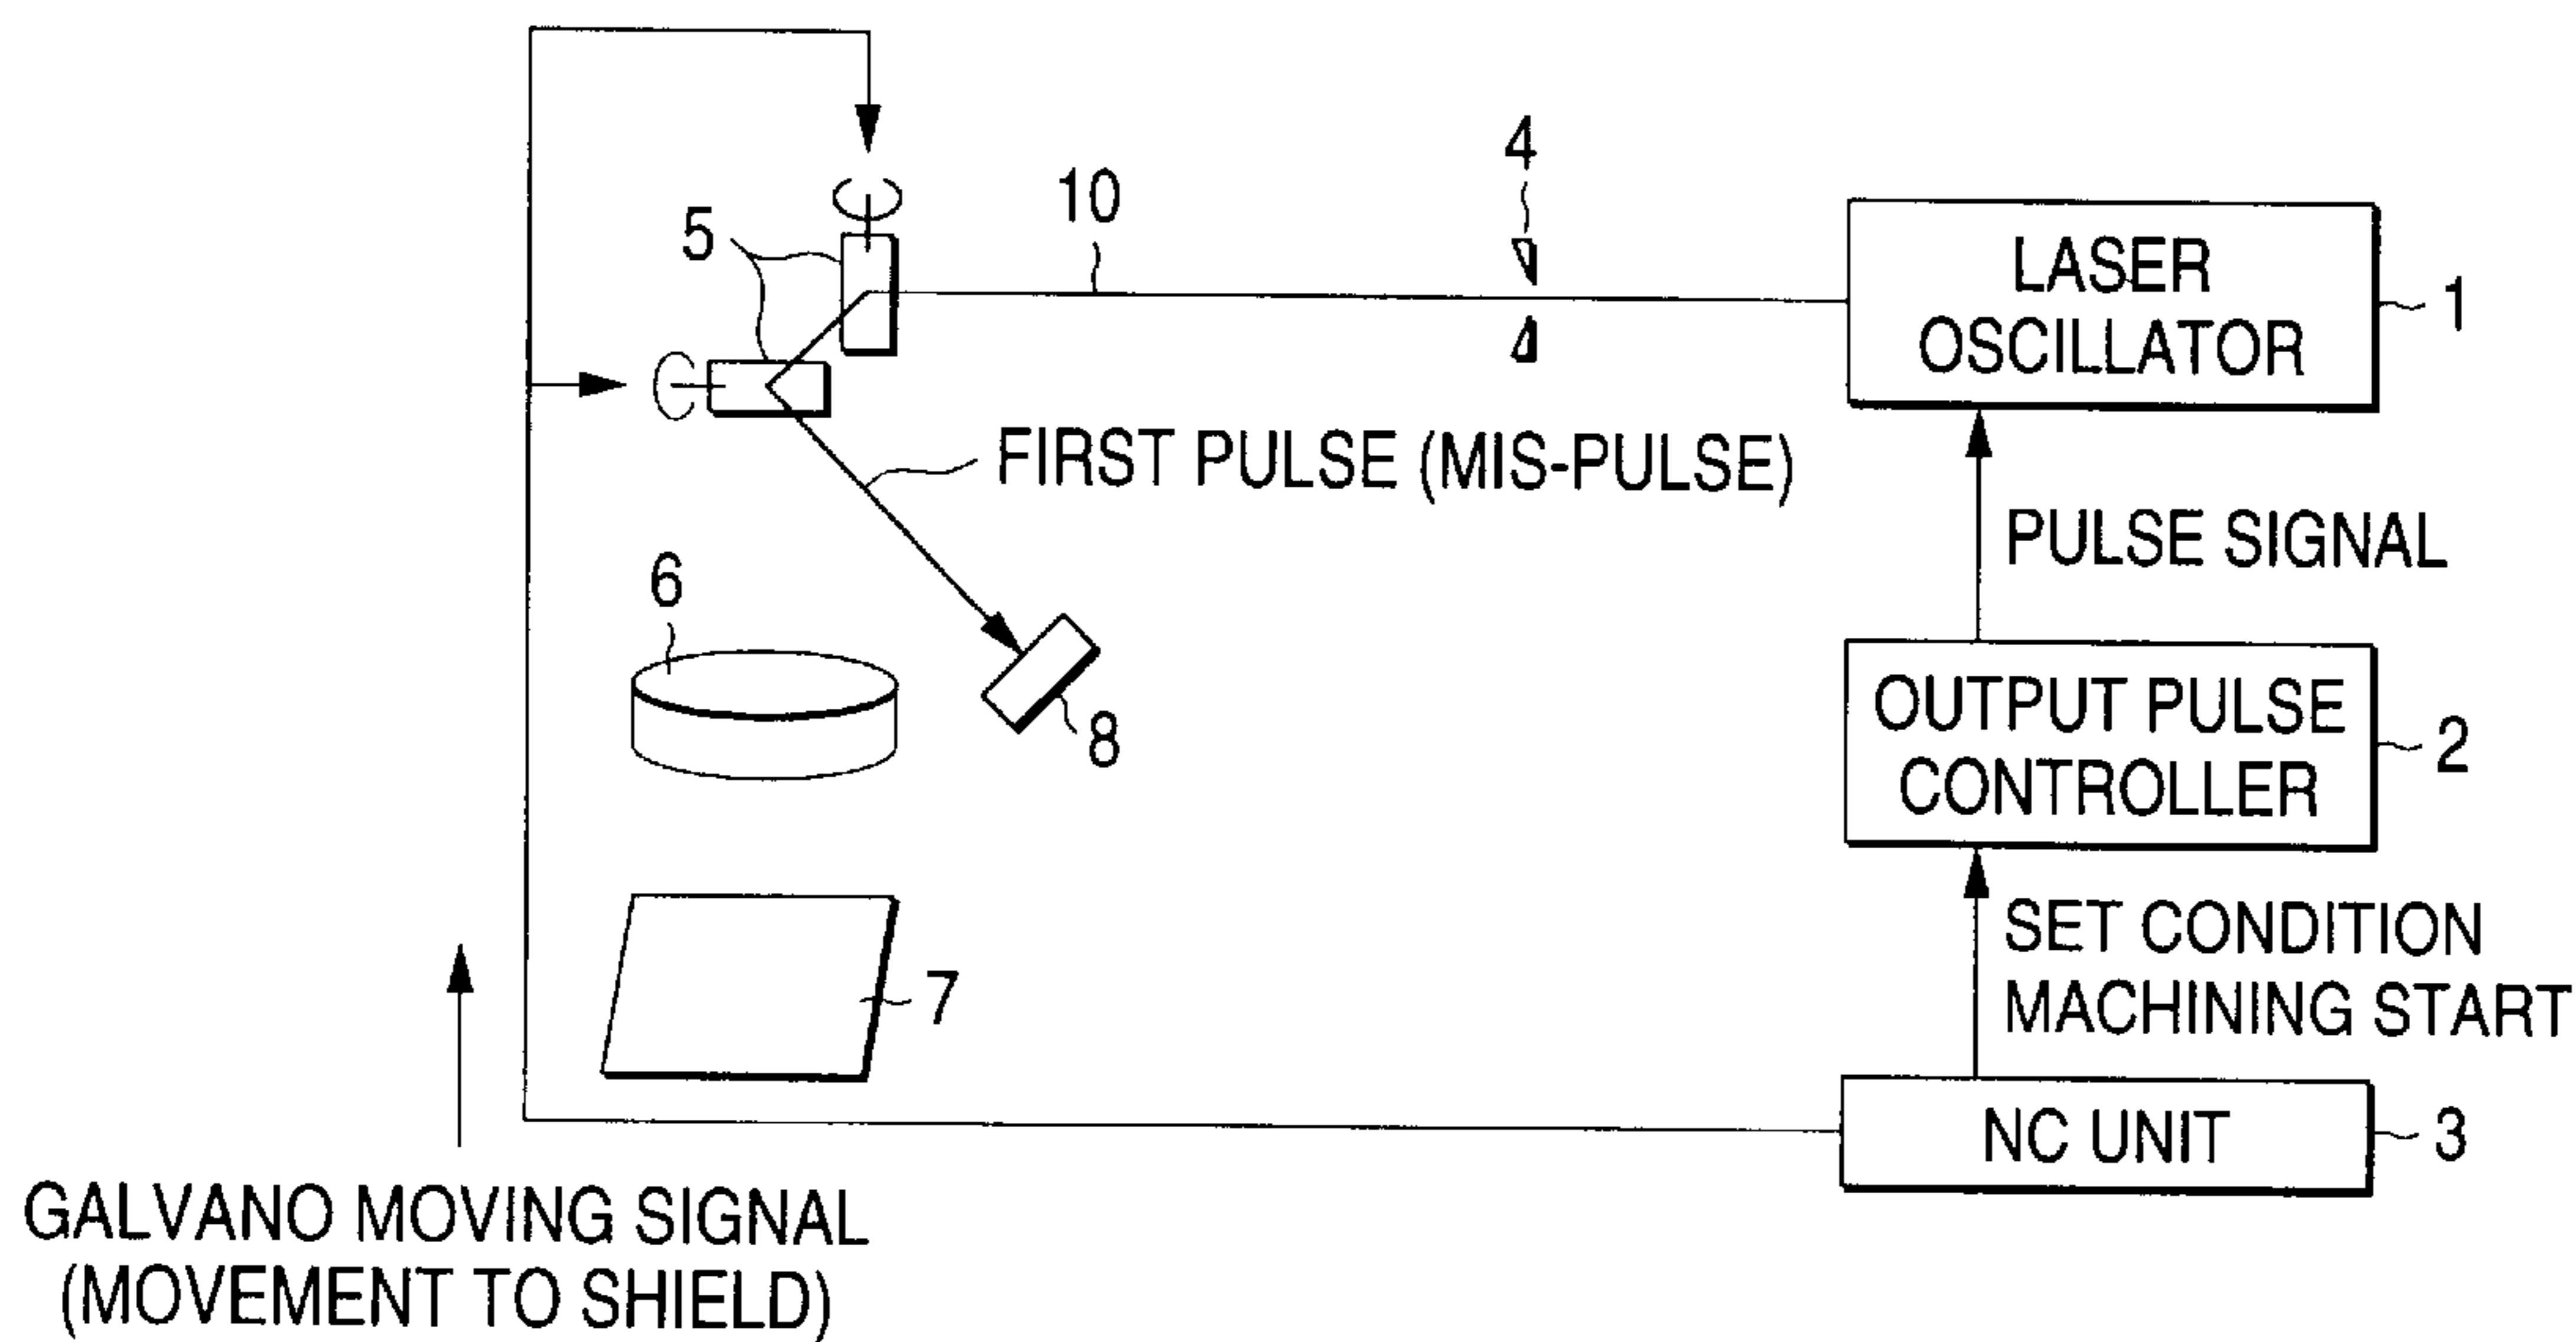 4
10
5
LASER
OSCILLATOR
1
FIRST PULSE (MIS-PULSE)
PULSE SIGNAL
6
8
OUTPUT PULSE
CONTROLLER
2
SET CONDITION
MACHINING START
7
NC UNIT
3
GALVANO MOVING SIGNAL
(MOVEMENT TO SHIELD)